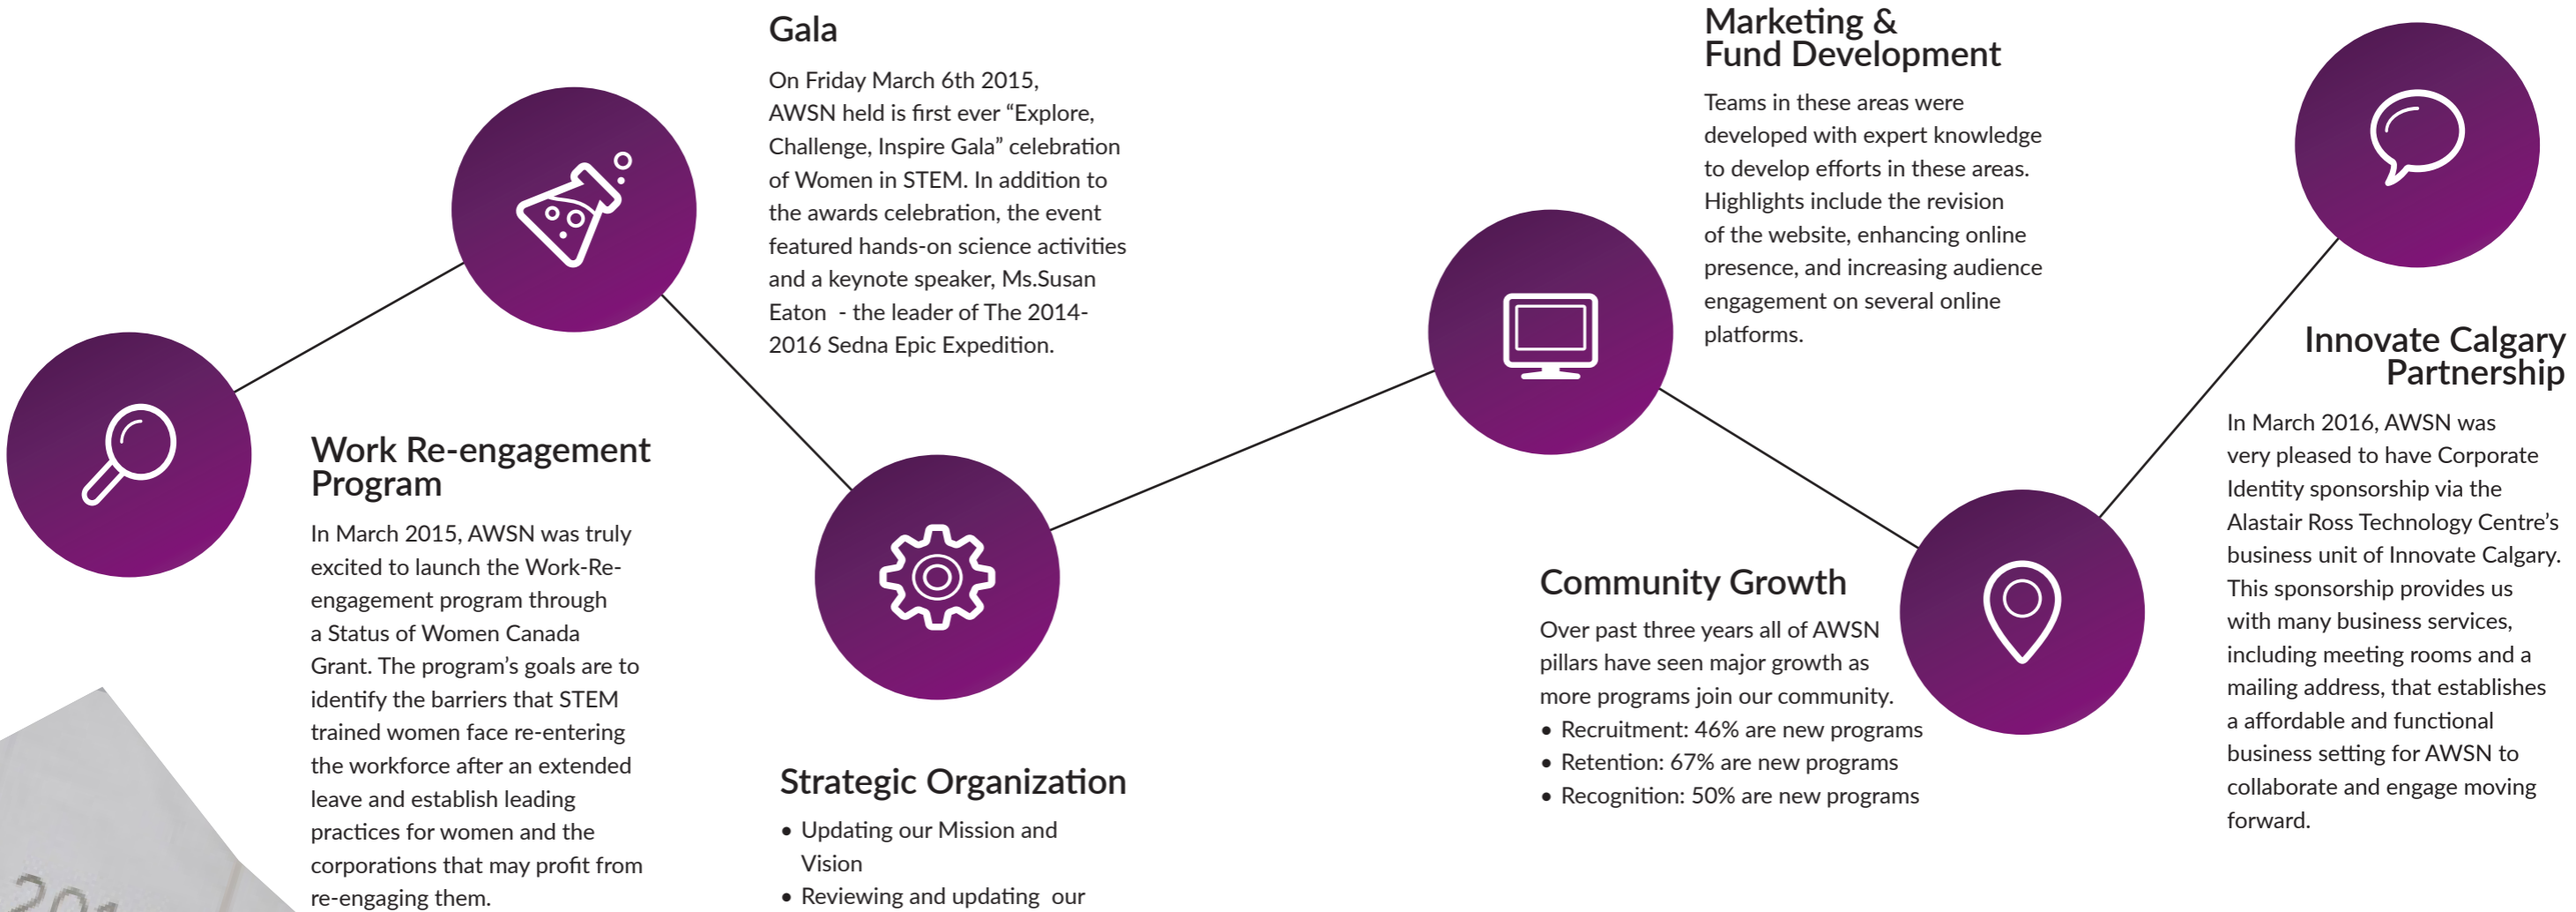 Gala
On Friday March 6th 2015,
AWSN held is first ever “Explore,
Challenge, Inspire Gala” celebration
of Women in STEM. In addition to
the awards celebration, the event
featured hands-on science activities
and a keynote speaker, Ms.Susan
Eaton - the leader of The 2014-
2016 Sedna Epic Expedition.
Marketing &
Fund Development
Teams in these areas were
developed with expert knowledge
to develop efforts in these areas.
Highlights include the revision
of the website, enhancing online
presence, and increasing audience
engagement on several online
platforms.
Innovate Calgary
Partnership
In March 2016, AWSN was
very pleased to have Corporate
Identity sponsorship via the
Alastair Ross Technology Centre’s
business unit of Innovate Calgary.
This sponsorship provides us
with many business services,
including meeting rooms and a
mailing address, that establishes
a affordable and functional
business setting for AWSN to
collaborate and engage moving
forward.
Work Re-engagement
Program
In March 2015, AWSN was truly
excited to launch the Work-Re-
engagement program through
a Status of Women Canada
Grant. The program’s goals are to
identify the barriers that STEM
trained women face re-entering
the workforce after an extended
leave and establish leading
practices for women and the
corporations that may profit from
re-engaging them.
Community Growth
Over past three years all of AWSN
pillars have seen major growth as
more programs join our community.
• Recruitment: 46% are new programs
• Retention: 67% are new programs
• Recognition: 50% are new programs
Strategic Organization
• Updating our Mission and
Vision
• Reviewing and updating our